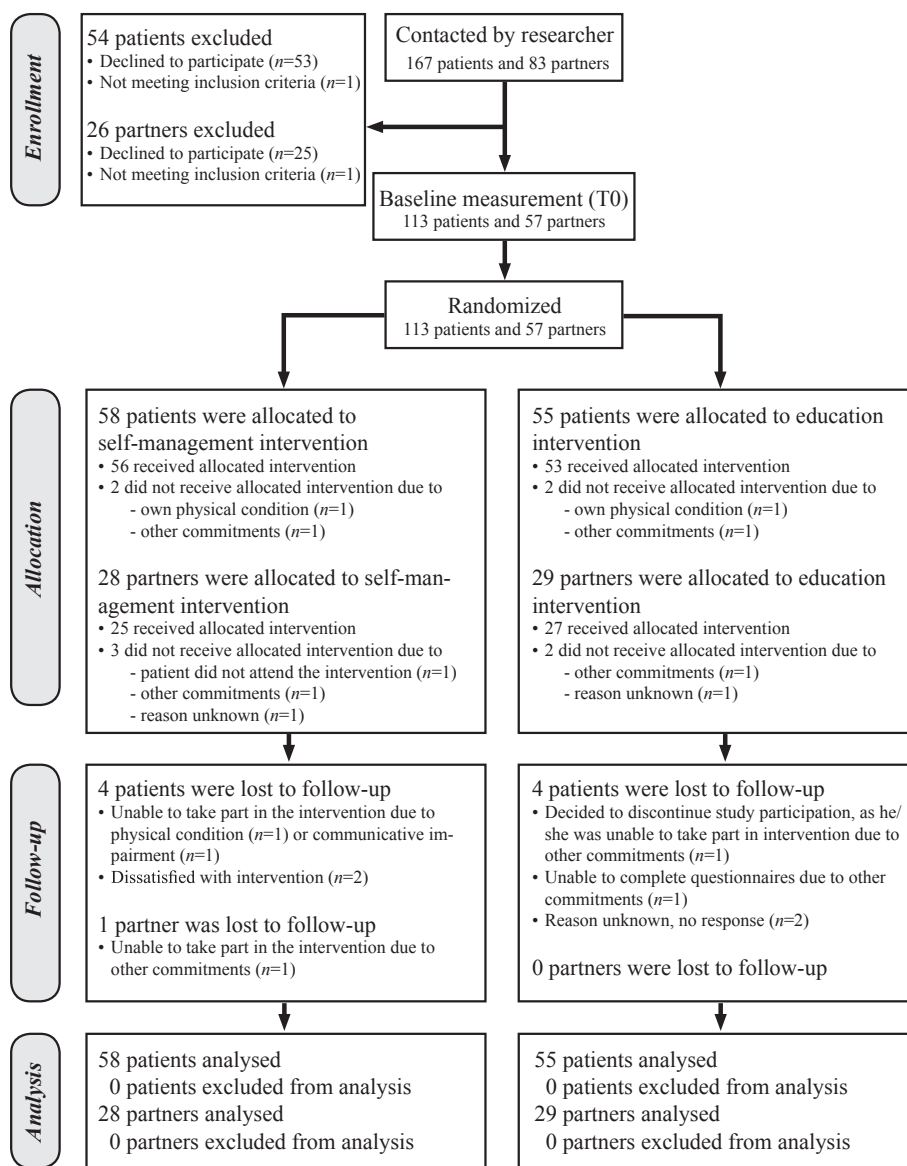 Enrollment
54 patients excluded
• Declined to participate (n=53)
• Not meeting inclusion criteria (n=1)
26 partners excluded
• Declined to participate (n=25)
• Not meeting inclusion criteria (n=1)
Contacted by researcher
167 patients and 83 partners
Baseline measurement (T0)
113 patients and 57 partners
Randomized
113 patients and 57 partners
Allocation
58 patients were allocated to
self-management intervention
• 56 received allocated intervention
• 2 did not receive allocated intervention due to
- own physical condition (n=1)
- other commitments (n=1)
28 partners were allocated to self-man-
agement intervention
• 25 received allocated intervention
• 3 did not receive allocated intervention due to
- patient did not attend the intervention (n=1)
- other commitments (n=1)
- reason unknown (n=1)
55 patients were allocated to education
intervention
• 53 received allocated intervention
• 2 did not receive allocated intervention due to
- own physical condition (n=1)
- other commitments (n=1)
29 partners were allocated to education
intervention
• 27 received allocated intervention
• 2 did not receive allocated intervention due to
- other commitments (n=1)
- reason unknown (n=1)
Follow-up
4 patients were lost to follow-up
• Unable to take part in the intervention due to
physical condition (n=1) or communicative im-
pairment (n=1)
• Dissatisfied with intervention (n=2)
1 partner was lost to follow-up
• Unable to take part in the intervention due to
other commitments (n=1)
4 patients were lost to follow-up
• Decided to discontinue study participation, as he/
she was unable to take part in intervention due to
other commitments (n=1)
• Unable to complete questionnaires due to other
commitments (n=1)
• Reason unknown, no response (n=2)
0 partners were lost to follow-up
Analysis
58 patients analysed
0 patients excluded from analysis
28 partners analysed
0 partners excluded from analysis
55 patients analysed
0 patients excluded from analysis
29 partners analysed
0 partners excluded from analysis